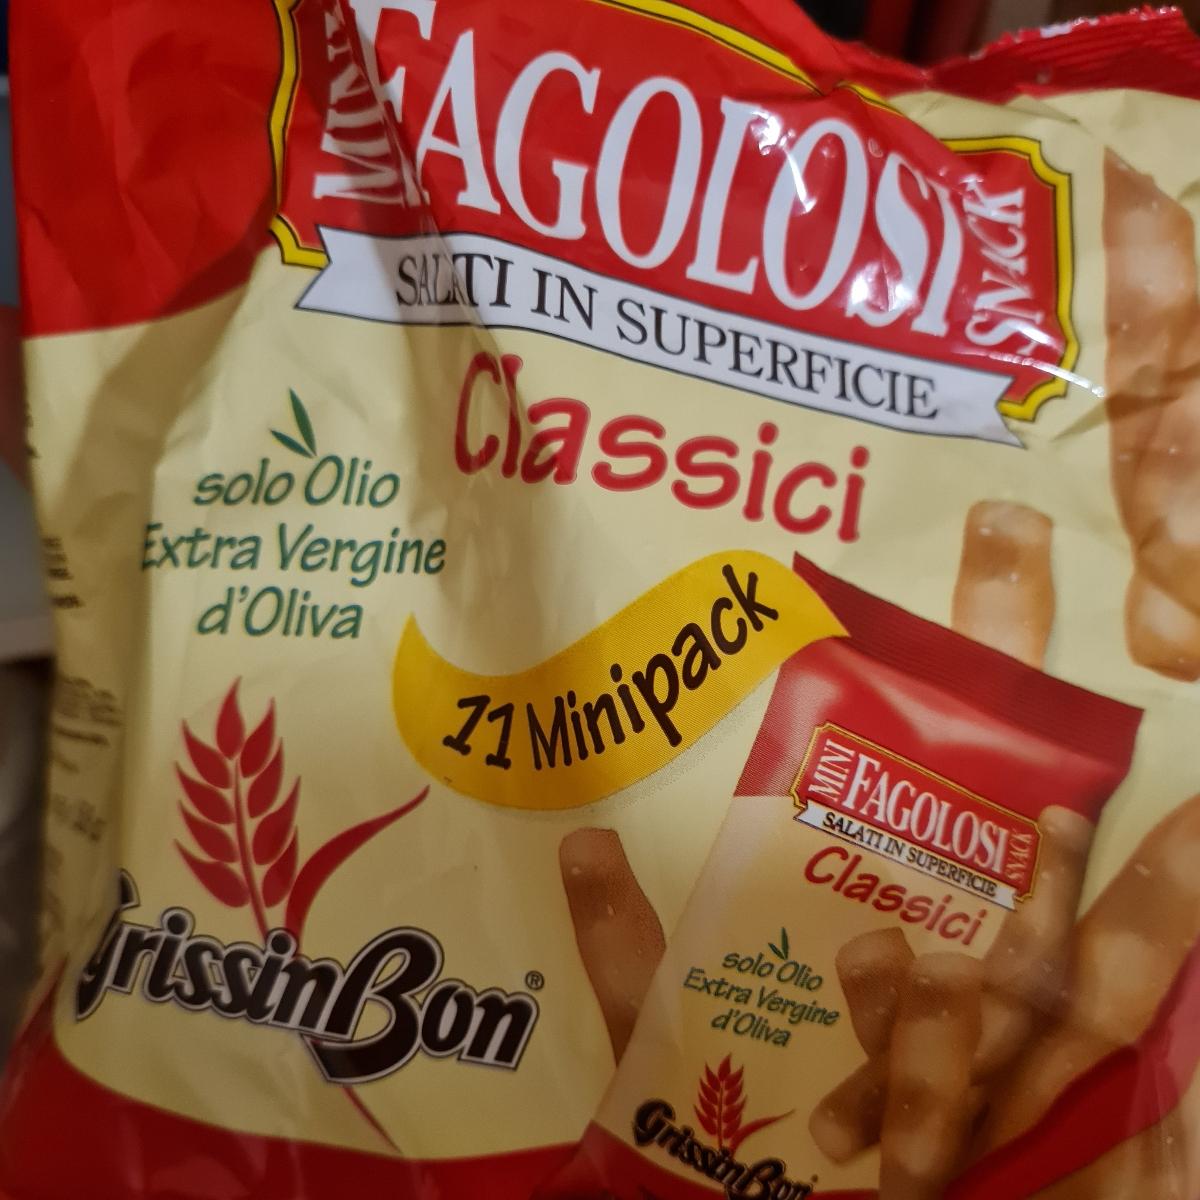 MINI FAGOLOSI SNACK
SALATI IN SUPERFICIE
Classici
solo Olio
Extra Vergine
d'Oliva
11 Minipack
GrissinBon®
MINI FAGOLOSI SNACK
SALATI IN SUPERFICIE
Classici
solo Olio
Extra Vergine
d'Oliva
GrissinBon